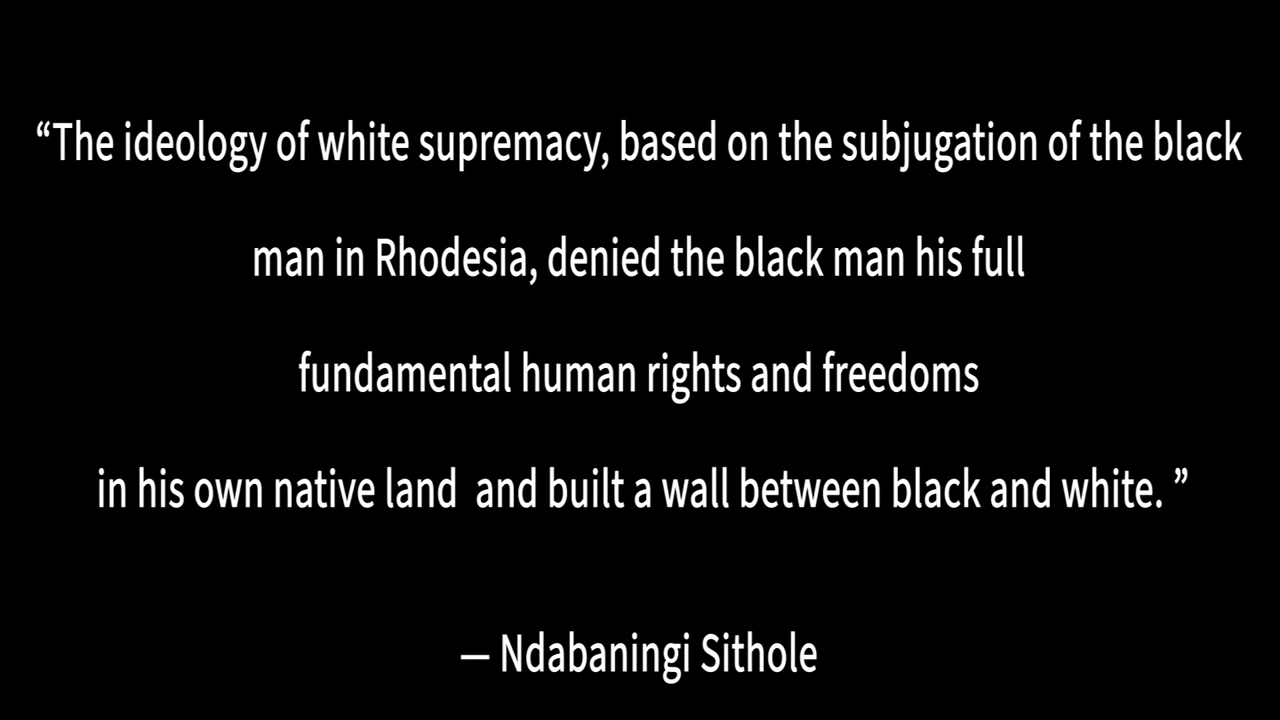 “The ideology of white supremacy, based on the subjugation of the black
man in Rhodesia, denied the black man his full
fundamental human rights and freedoms
in his own native land  and built a wall between black and white. ”
— Ndabaningi Sithole